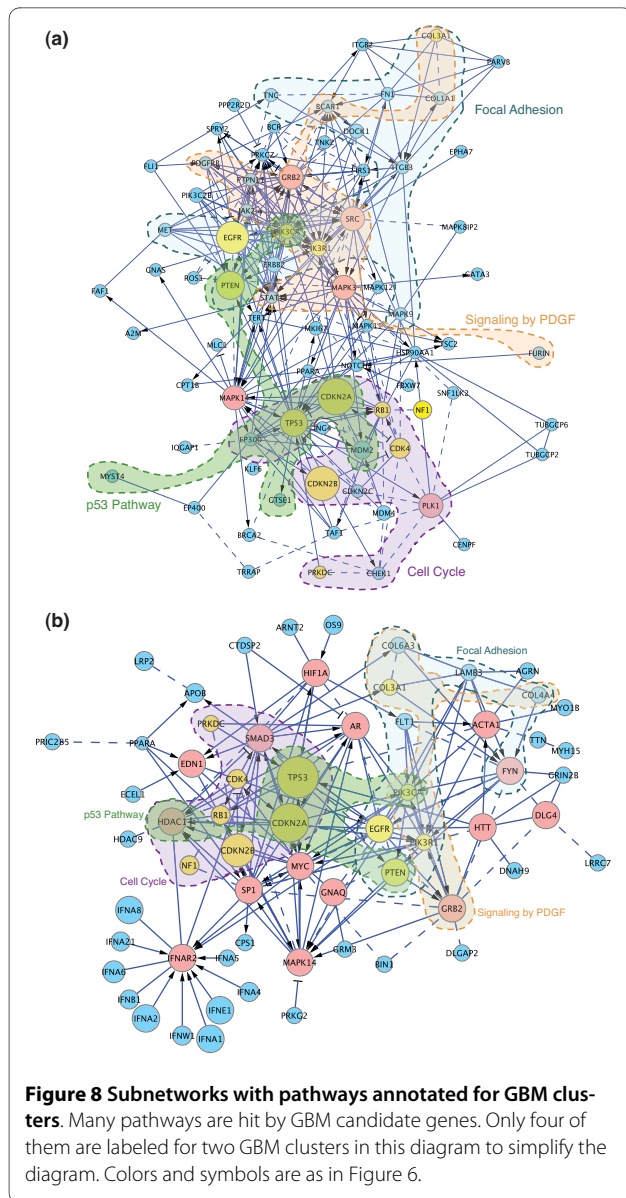 (a)
COL3A1
ITGB2
PARVB
TNC
FN1
COL1A1
PPP2R2D
BCAR1
Focal Adhesion
SPRY2
BCR
DOCK1
TNK2
PRKCZ
EPHA7
FLI1
PDGFRB
GRB2
IRS1
ITGB3
PTPN11
PIK3C2B
JAK2
SRC
MAPK8IP2
MET
EGFR
PIK3CA
PIK3R1
ERBB2
GNAS
ROS1
PTEN
MAPK3
GATA3
FAF1
STAT3
MAPK12
MAPK9
Signaling by PDGF
A2M
TERT
MKI67
MLC1
HSP90AA1
FURIN
PPARA
NOTCH1
CPT1B
MAPK14
CDKN2A
FBXW7
SNF1LK2
RB1
NF1
TP53
TUBGCP6
IQGAP1
EP300
ING4
CDK4
MDM2
TUBGCP2
KLF6
MYST4
CDKN2B
CDKN2C
GTSE1
PLK1
p53 Pathway
EP400
MDM4
BRCA2
TAF1
CENPF
TRRAP
PRKDC
CHEK1
Cell Cycle
(b)
ARNT2
OS9
CTDSP2
COL6A3
Focal Adhesion
LRP2
HIF1A
LAMB3
AGRN
APOB
COL3A1
COL4A4
PRKDC
AR
FLT1
ACTA1
MYO1B
PRIC285
PPARA
SMAD3
TTN
MYH15
EDN1
CDK4
TP53
FYN
ECEL1
PIK3CA
GRIN2B
p53 Pathway
HDAC1
RB1
CDKN2A
EGFR
PIK3R1
HTT
DLG4
HDAC9
CDKN2B
NF1
MYC
PTEN
LRRC7
Cell Cycle
DNAH9
SP1
GNAQ
GRB2
Signaling by PDGF
IFNA8
IFNA21
CPS1
GRM3
IFNA6
IFNAR2
IFNA5
MAPK14
BIN1
DLGAP2
IFNB1
IFNA4
IFNA2
IFNE1
PRKG2
IFNW1
IFNA1
Figure 8 Subnetworks with pathways annotated for GBM clus-
ters. Many pathways are hit by GBM candidate genes. Only four of
them are labeled for two GBM clusters in this diagram to simplify the
diagram. Colors and symbols are as in Figure 6.